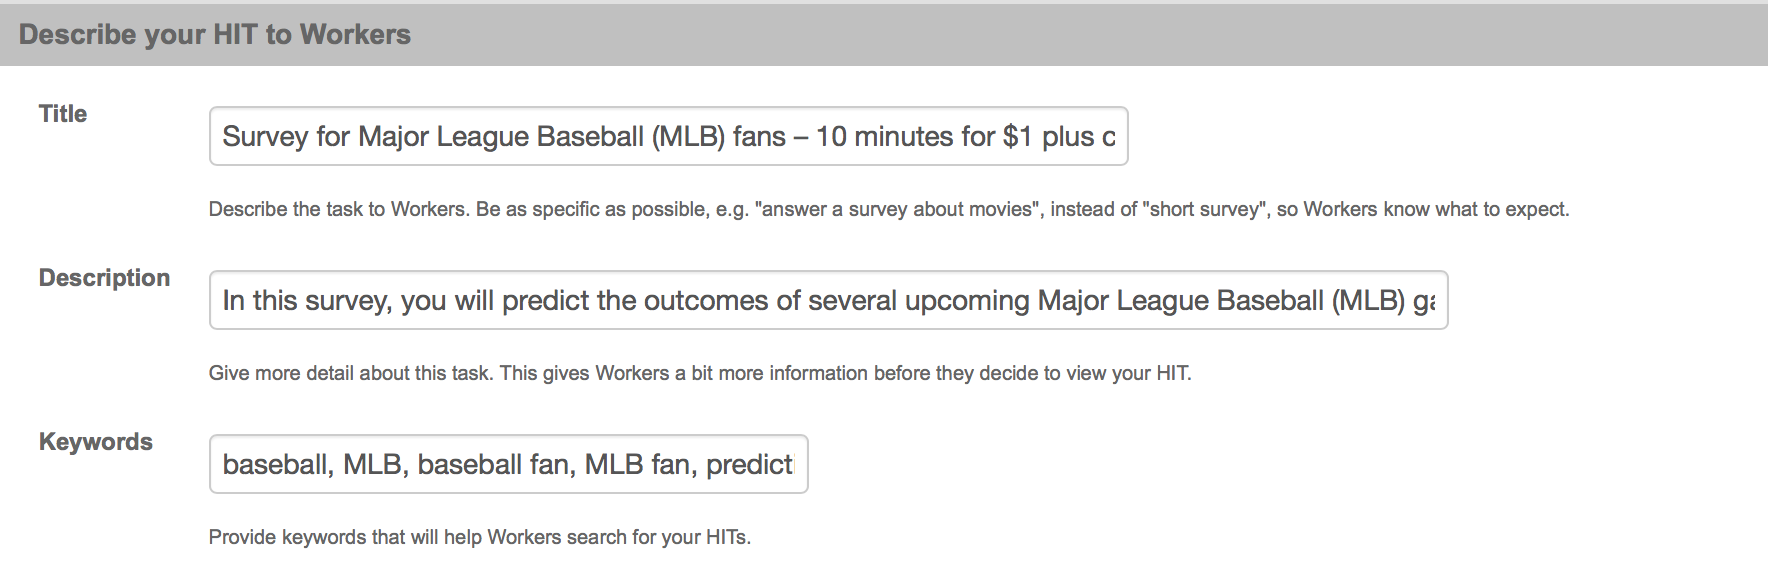 Describe your HIT to Workers
Title
Survey for Major League Baseball (MLB) fans – 10 minutes for $1 plus
Describe the task to Workers. Be as specific as possible, e.g. "answer a survey about movies", instead of "short survey", so Workers know what to expect.
Description
In this survey, you will predict the outcomes of several upcoming Major League Baseball (MLB)
Give more detail about this task. This gives Workers a bit more information before they decide to view your HIT.
Keywords
baseball, MLB, baseball fan, MLB fan, predict
Provide keywords that will help Workers search for your HITs.